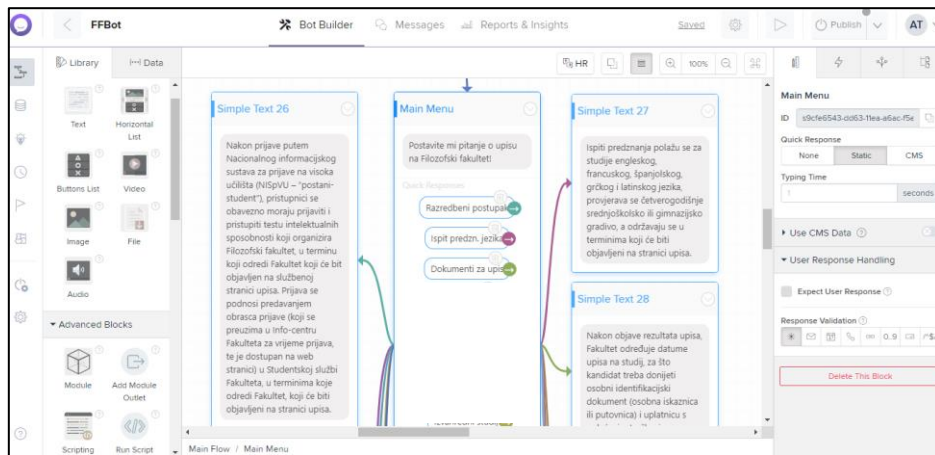 FFBot
Bot Builder
Messages
Reports & Insights
Saved
Publish
AT
Library
Data
HR
100%
Text
Horizontal
List
Buttons List
Video
Image
File
Audio
Advanced Blocks
Module
Add Module
Outlet
Scripting
Run Script
Simple Text 26
Nakon prijave putem
Nacionalnog informacijskog
sustava za prijave na visoka
učilišta (NISpVU – "postani-
student"), pristupnici se
obavezno moraju prijaviti i
pristupiti testu intelektualnih
sposobnosti koji organizira
Filozofski fakultet, u terminu
koji odredi Fakultet koji će bit
objavljen na službenoj
stranici upisa. Prijava se
podnosi predavanjem
obrasca prijave (koji se
preuzima u Info-centru
Fakulteta za vrijeme prijava,
te je dostupan na web
stranici) u Studentskoj službi
Fakulteta, u terminima koje
odredi Fakultet, koji će biti
objavljeni na stranici upisa.
Main Menu
Postavite mi pitanje o upisu
na Filozofski fakultet!
Quick Responses
Razredbeni postupak
Ispit predzn. jezika
Dokumenti za upis
Simple Text 27
Ispiti predznanja polažu se za
studije engleskog,
francuskog, španjolskog,
grčkog i latinskog jezika,
provjerava se četverogodišnje
srednjoškolsko ili gimnazijsko
gradivo, a održavaju se u
terminima koji će biti
objavljeni na stranici upisa.
Simple Text 28
Nakon objave rezultata upisa,
Fakultet određuje datume
upisa na studij, za što
kandidat treba donijeti
osobni identifikacijski
dokument (osobna iskaznica
ili putovnica) i uplatnicu s
Main Flow / Main Menu
Main Menu
ID s9cfe6543-dd63-11ea-a6ac-f5e
Quick Response
None
Static
CMS
Typing Time
1
seconds
Use CMS Data
User Response Handling
Expect User Response
Response Validation
0.9
Delete This Block